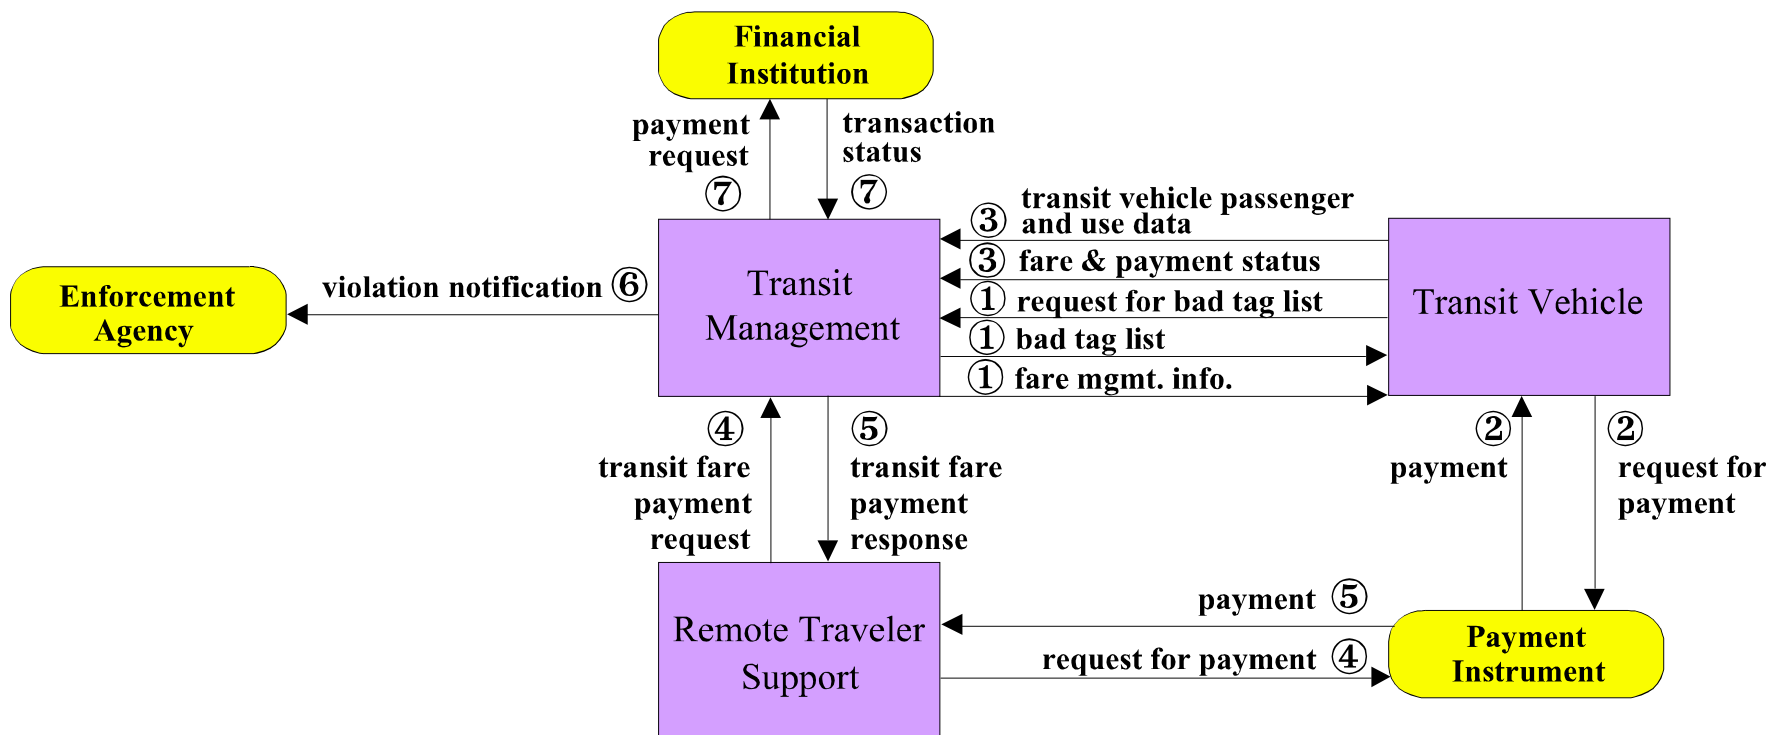 Financial
Institution
payment
request
⑦
transaction
status
⑦
transit vehicle passenger
③ and use data
③ fare & payment status
① request for bad tag list
① bad tag list
① fare mgmt. info.
Transit
Management
Transit Vehicle
violation notification ⑥
Enforcement
Agency
④
transit fare
payment
request
⑤
transit fare
payment
response
②
payment
②
request for
payment
Remote Traveler
Support
payment ⑤
request for payment ④
Payment
Instrument